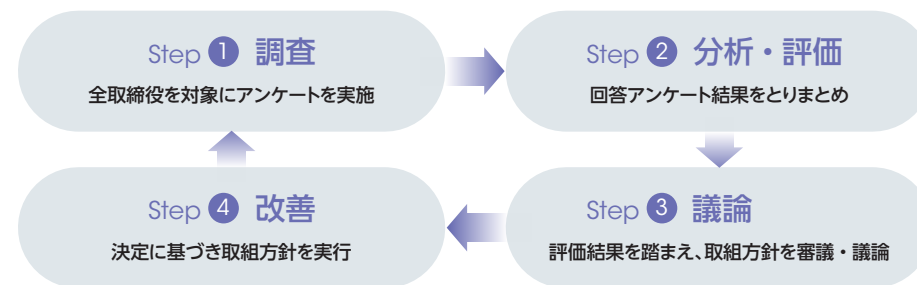 Step 1 調査
全取締役を対象にアンケートを実施
Step 2 分析・評価
回答アンケート結果をとりまとめ
Step 3 議論
評価結果を踏まえ、取組方針を審議・議論
Step 4 改善
決定に基づき取組方針を実行